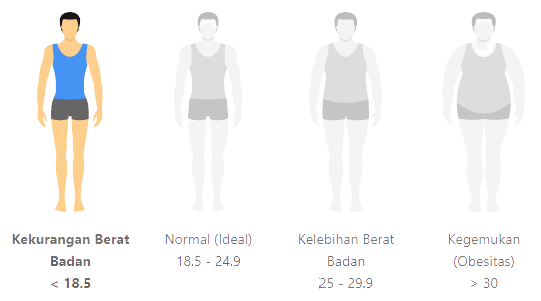 Kekurangan Berat
Badan
< 18.5
Normal (Ideal)
18.5 - 24.9
Kelebihan Berat
Badan
25 - 29.9
Kegemukan
(Obesitas)
> 30